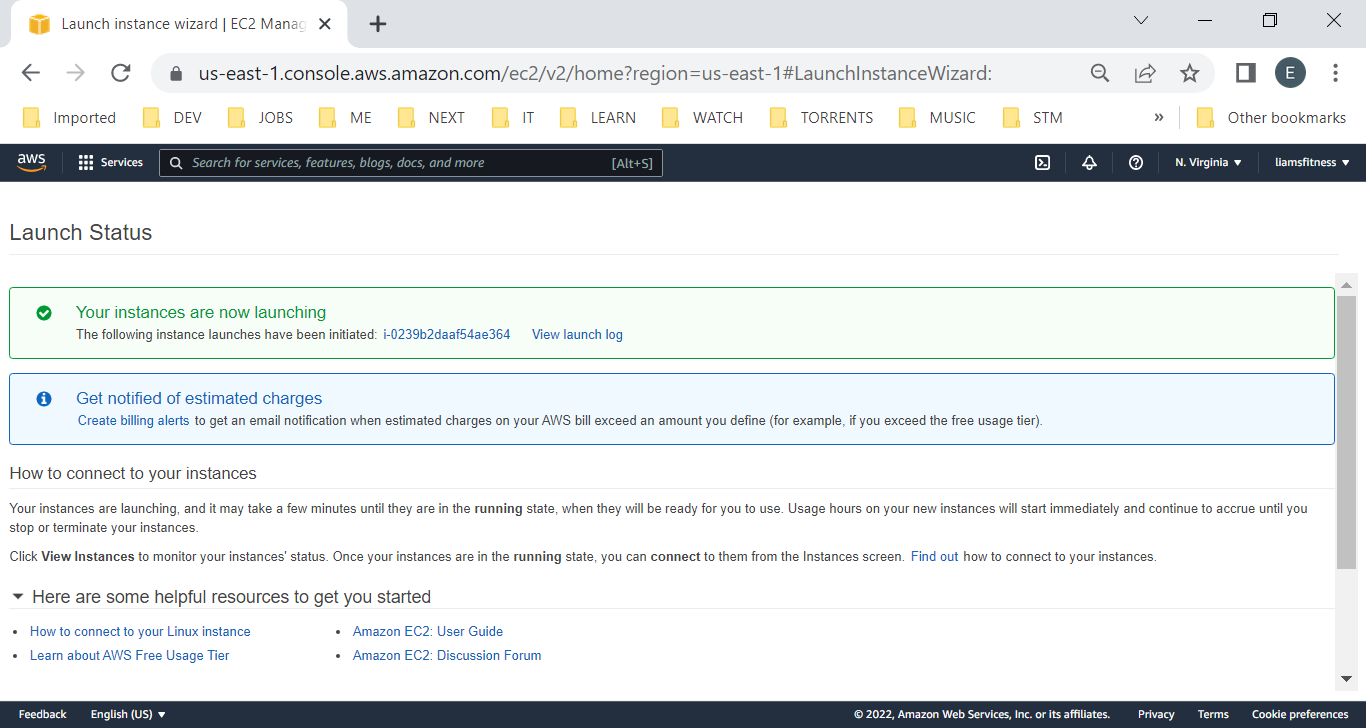 Launch instance wizard | EC2 Manag
us-east-1.console.aws.amazon.com/ec2/v2/home?region=us-east-1#LaunchInstanceWizard:
E
Imported DEV JOBS ME NEXT IT LEARN WATCH TORRENTS MUSIC STM » Other bookmarks
aws Services Search for services, features, blogs, docs, and more [Alt+S] N. Virginia liamsfitness
Launch Status
Your instances are now launching
The following instance launches have been initiated: i-0239b2daaf54ae364 View launch log
Get notified of estimated charges
Create billing alerts to get an email notification when estimated charges on your AWS bill exceed an amount you define (for example, if you exceed the free usage tier).
How to connect to your instances
Your instances are launching, and it may take a few minutes until they are in the running state, when they will be ready for you to use. Usage hours on your new instances will start immediately and continue to accrue until you
stop or terminate your instances.
Click View Instances to monitor your instances' status. Once your instances are in the running state, you can connect to them from the Instances screen. Find out how to connect to your instances.
Here are some helpful resources to get you started
• How to connect to your Linux instance • Amazon EC2: User Guide
• Learn about AWS Free Usage Tier • Amazon EC2: Discussion Forum
Feedback English (US) © 2022, Amazon Web Services, Inc. or its affiliates. Privacy Terms Cookie preferences